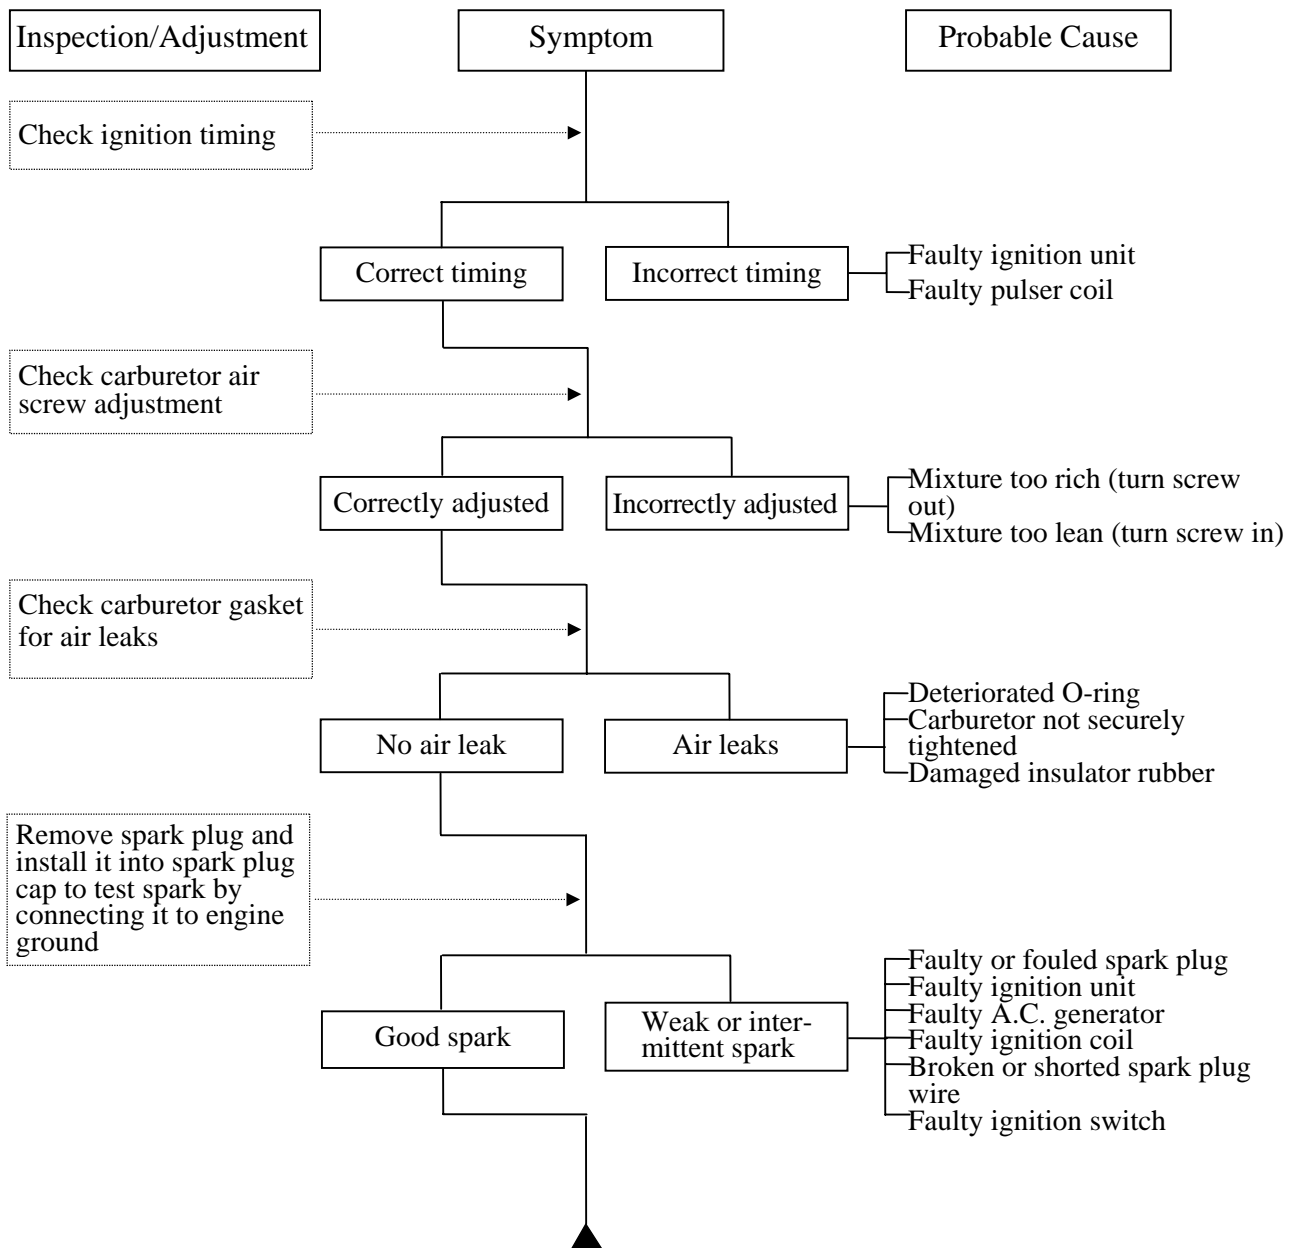 Inspection/Adjustment
Symptom
Probable Cause
Check ignition timing
Correct timing
Incorrect timing
Faulty ignition unit
Faulty pulser coil
Check carburetor air
screw adjustment
Correctly adjusted
Incorrectly adjusted
Mixture too rich (turn screw
out)
Mixture too lean (turn screw in)
Check carburetor gasket
for air leaks
No air leak
Air leaks
Deteriorated O-ring
Carburetor not securely
tightened
Damaged insulator rubber
Remove spark plug and
install it into spark plug
cap to test spark by
connecting it to engine
ground
Good spark
Weak or inter-
mittent spark
Faulty or fouled spark plug
Faulty ignition unit
Faulty A.C. generator
Faulty ignition coil
Broken or shorted spark plug
wire
Faulty ignition switch